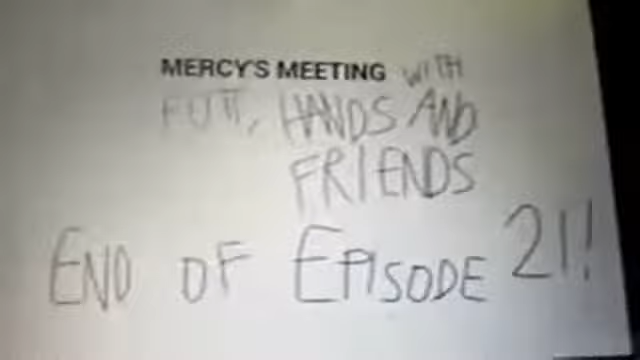 MERCY'S MEETING WITH
HANDS AND
FRIENDS
END OF EPISODE 21!